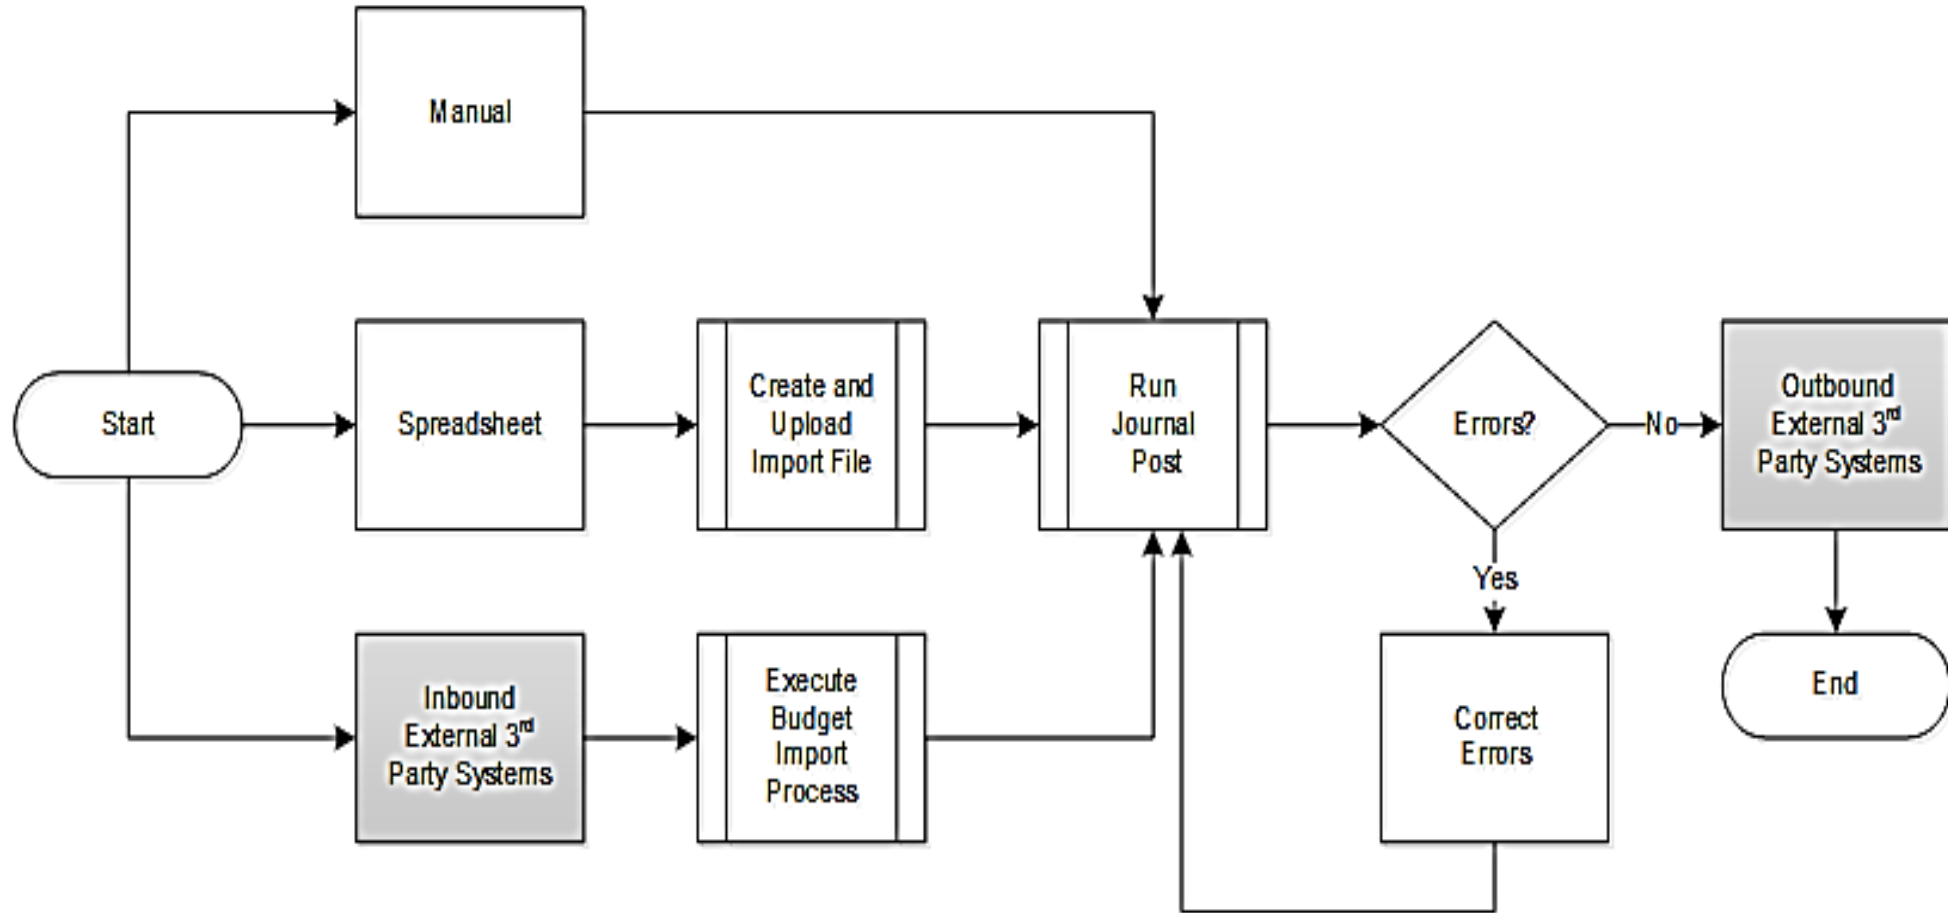 Manual
Start
Spreadsheet
Create and
Upload
Import File
Run
Journal
Post
Errors?
No
Outbound
External 3rd
Party Systems
Yes
Inbound
External 3rd
Party Systems
Execute
Budget
Import
Process
Correct
Errors
End